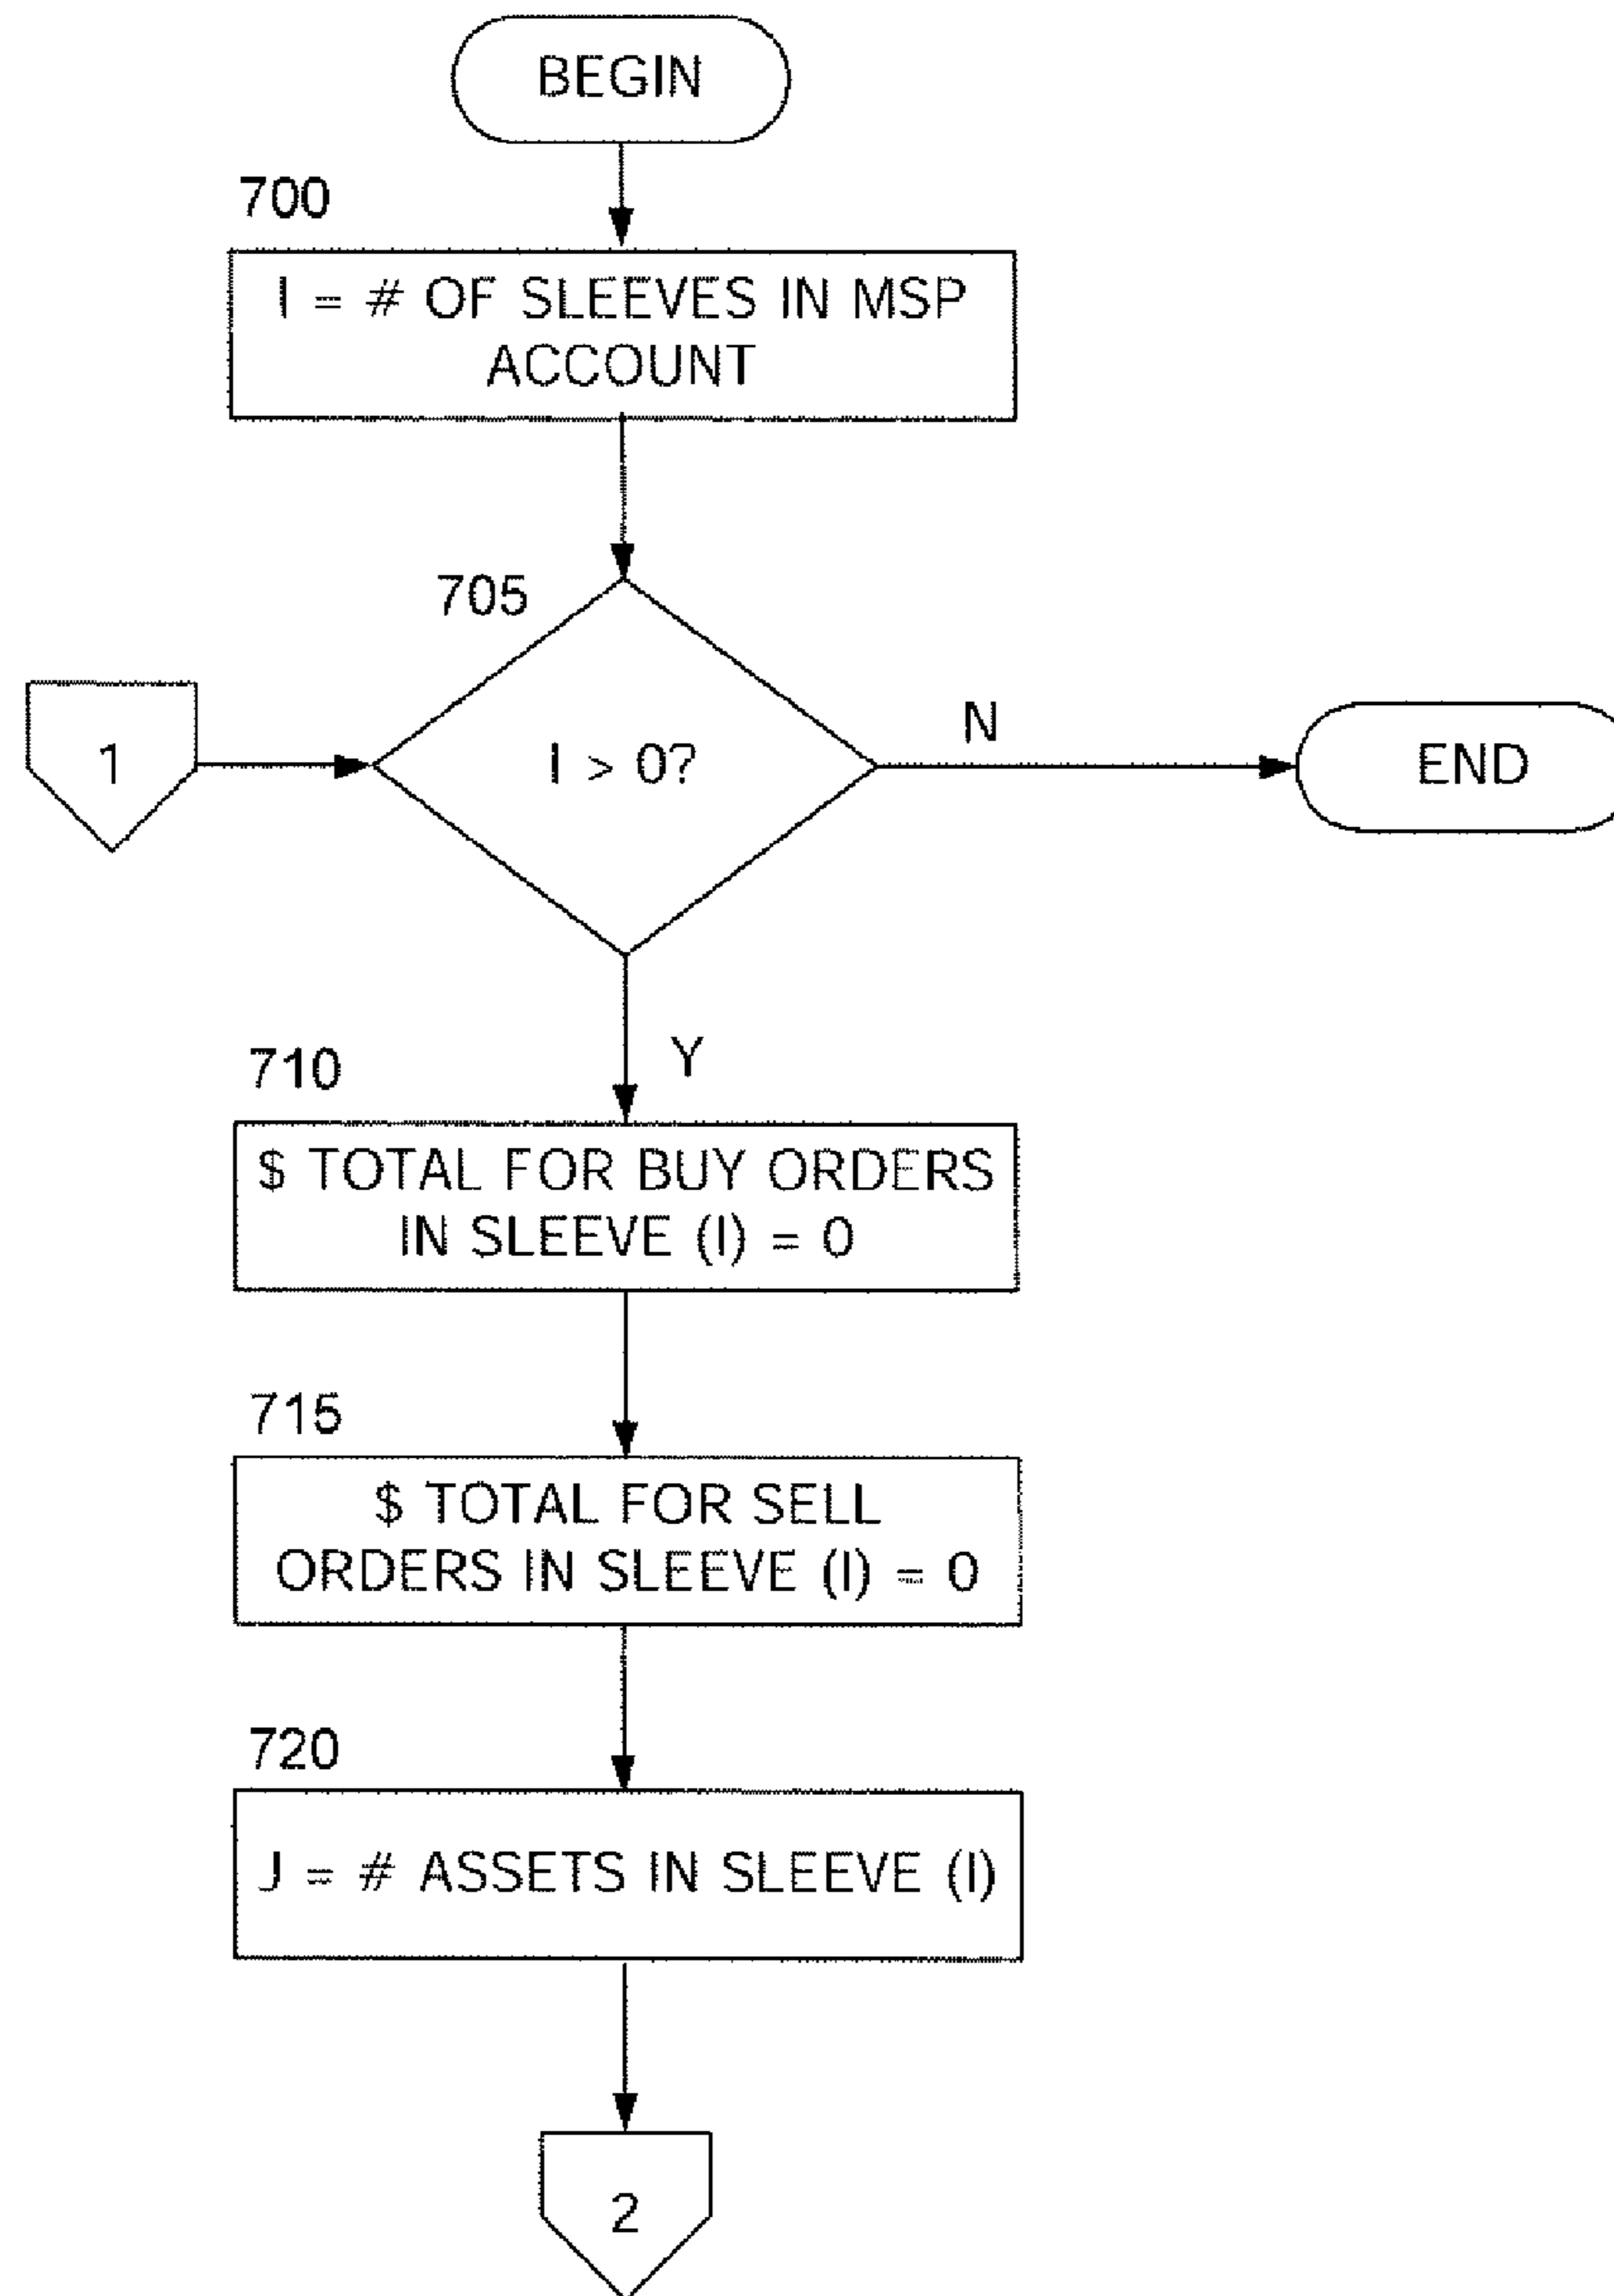 BEGIN
700
I = # OF SLEEVES IN MSP
ACCOUNT
705
1
I > 0?
N
END
Y
710
$ TOTAL FOR BUY ORDERS
IN SLEEVE (I) = 0
715
$ TOTAL FOR SELL
ORDERS IN SLEEVE (I) = 0
720
J = # ASSETS IN SLEEVE (I)
2